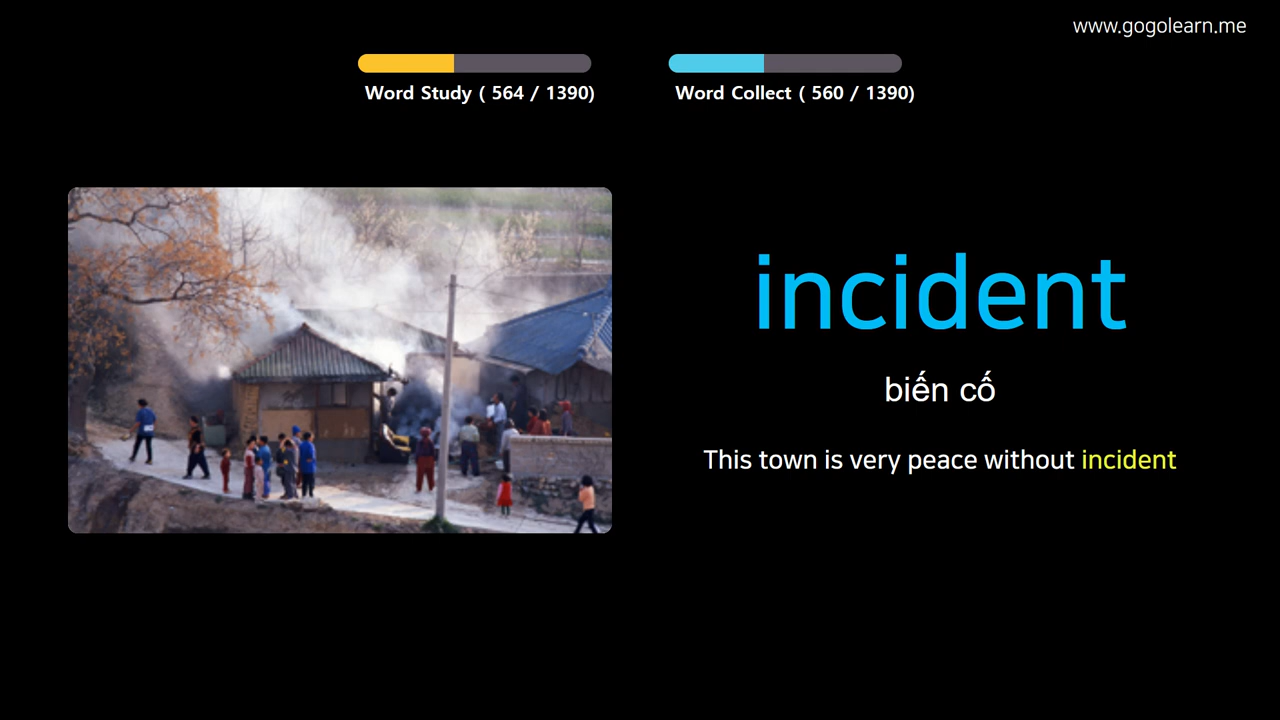 www.gogolearn.me
Word Study ( 564 / 1390)
Word Collect ( 560 / 1390)
incident
biến cố
This town is very peace without incident